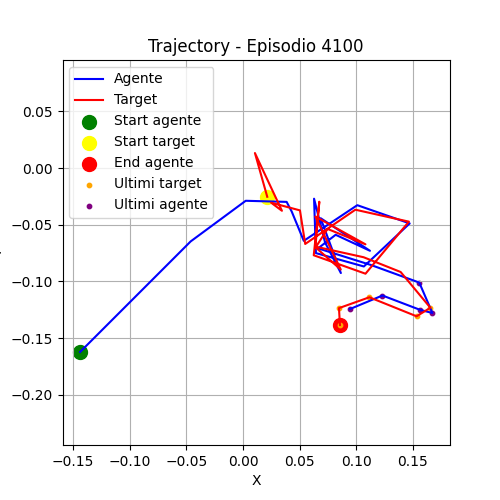 Trajectory - Episodio 4100
Agente
Target
Start agente
Start target
End agente
Ultimi target
Ultimi agente
0.05
0.00
−0.05
−0.10
−0.15
−0.20
−0.15
−0.10
−0.05
0.00
0.05
0.10
0.15
X